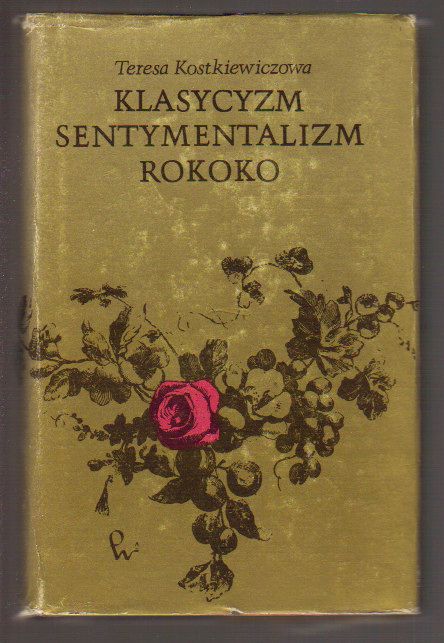 Teresa Kostkiewiczowa
KLASYCYZM
SENTYMENTALIZM
ROKOKO